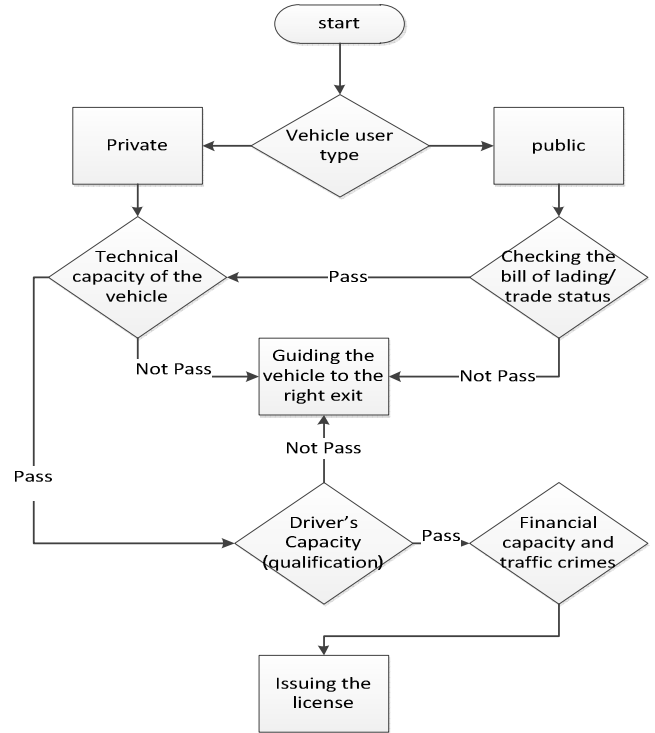 start
Vehicle user
type
Private
public
Technical
capacity of the
vehicle
Pass
Checking the
bill of lading/
trade status
Not Pass
Guiding the
vehicle to the
right exit
Not Pass
Not Pass
Pass
Driver's
Capacity
(qualification)
Pass
Financial
capacity and
traffic crimes
Issuing the
license